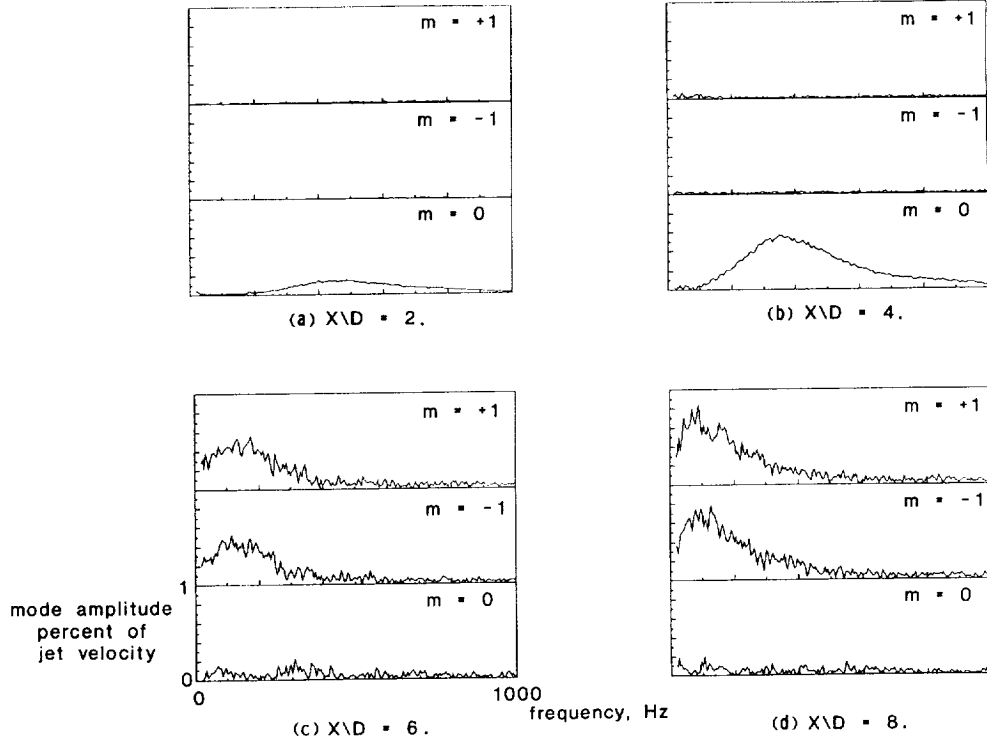 m = +1
m = -1
m = 0
(a) X\D = 2.
m = +1
m = -1
m = 0
(b) X\D = 4.
m = +1
m = -1
m = 0
mode amplitude
percent of
jet velocity
1
0
0
1000
frequency, Hz
(c) X\D = 6.
m = +1
m = -1
m = 0
(d) X\D = 8.